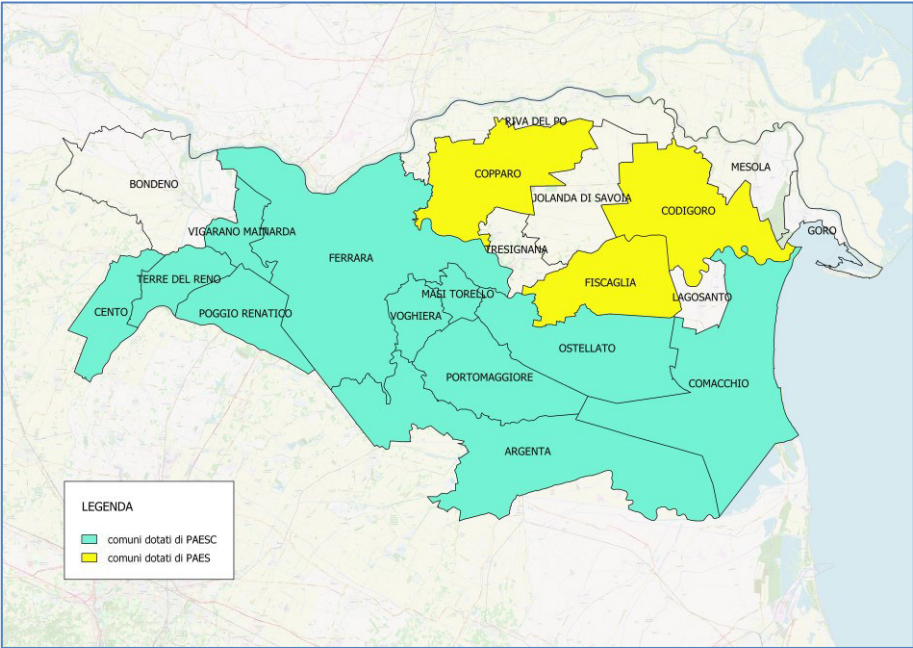 RIVA DEL PO
MESOLA
COPPARO
BONDENO
JOLANDA DI SAVOIA
CODIGORO
VIGARANO MAINARDA
GORO
TRESIGNANA
FERRARA
TERRE DEL RENO
FISCAGLIA
MASI TORELLO
LAGOSANTO
CENTO
POGGIO RENATICO
VOGHIERA
OSTELLATO
PORTOMAGGIORE
COMACCHIO
ARGENTA
LEGENDA
comuni dotati di PAESC
comuni dotati di PAES